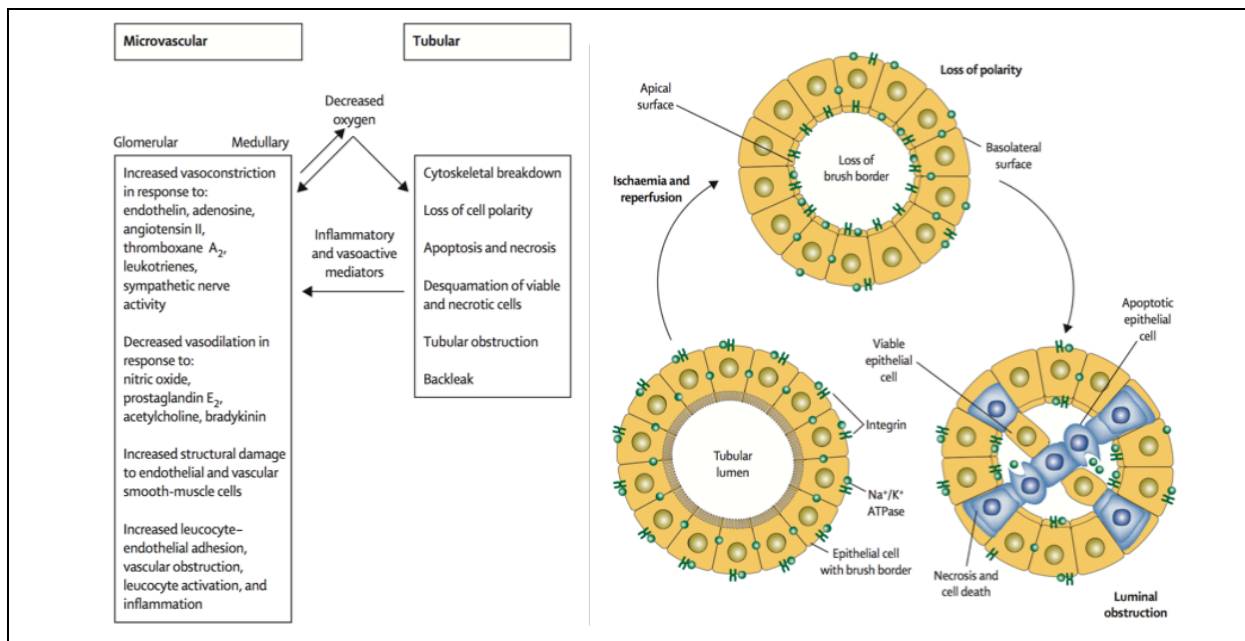 Microvascular
Tubular
Decreased
oxygen
Glomerular
Medullary
Increased vasoconstriction
in response to:
endothelin, adenosine,
angiotensin II,
thromboxane A₂,
leukotrienes,
sympathetic nerve
activity
Decreased vasodilation in
response to:
nitric oxide,
prostaglandin E₂,
acetylcholine, bradykinin
Increased structural damage
to endothelial and vascular
smooth-muscle cells
Increased leucocyte–
endothelial adhesion,
vascular obstruction,
leucocyte activation, and
inflammation
Inflammatory
and vasoactive
mediators
Cytoskeletal breakdown
Loss of cell polarity
Apoptosis and necrosis
Desquamation of viable
and necrotic cells
Tubular obstruction
Backleak
Loss of polarity
Apical
surface
Basolateral
surface
Loss of
brush border
Ischaemia and
reperfusion
Apoptotic
epithelial
cell
Viable
epithelial
cell
Integrin
Tubular
lumen
Na⁺/K⁺
ATPase
Epithelial cell
with brush border
Necrosis and
cell death
Luminal
obstruction